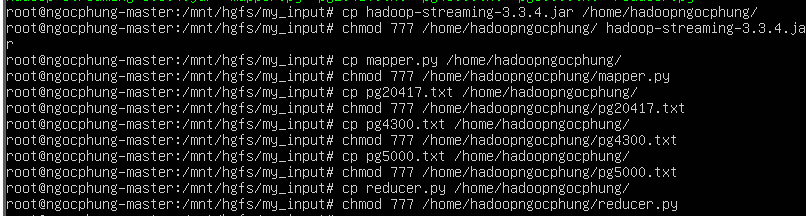 root@ngocphung-master:/mnt/hgfs/my_input# cp hadoop-streaming-3.3.4.jar /home/hadoopngocphung/
root@ngocphung-master:/mnt/hgfs/my_input# chmod 777 /home/hadoopngocphung/ hadoop-streaming-3.3.4.ja
r
root@ngocphung-master:/mnt/hgfs/my_input# cp mapper.py /home/hadoopngocphung/
root@ngocphung-master:/mnt/hgfs/my_input# chmod 777 /home/hadoopngocphung/mapper.py
root@ngocphung-master:/mnt/hgfs/my_input# cp pg20417.txt /home/hadoopngocphung/
root@ngocphung-master:/mnt/hgfs/my_input# chmod 777 /home/hadoopngocphung/pg20417.txt
root@ngocphung-master:/mnt/hgfs/my_input# cp pg4300.txt /home/hadoopngocphung/
root@ngocphung-master:/mnt/hgfs/my_input# chmod 777 /home/hadoopngocphung/pg4300.txt
root@ngocphung-master:/mnt/hgfs/my_input# cp pg5000.txt /home/hadoopngocphung/
root@ngocphung-master:/mnt/hgfs/my_input# chmod 777 /home/hadoopngocphung/pg5000.txt
root@ngocphung-master:/mnt/hgfs/my_input# cp reducer.py /home/hadoopngocphung/
root@ngocphung-master:/mnt/hgfs/my_input# chmod 777 /home/hadoopngocphung/reducer.py